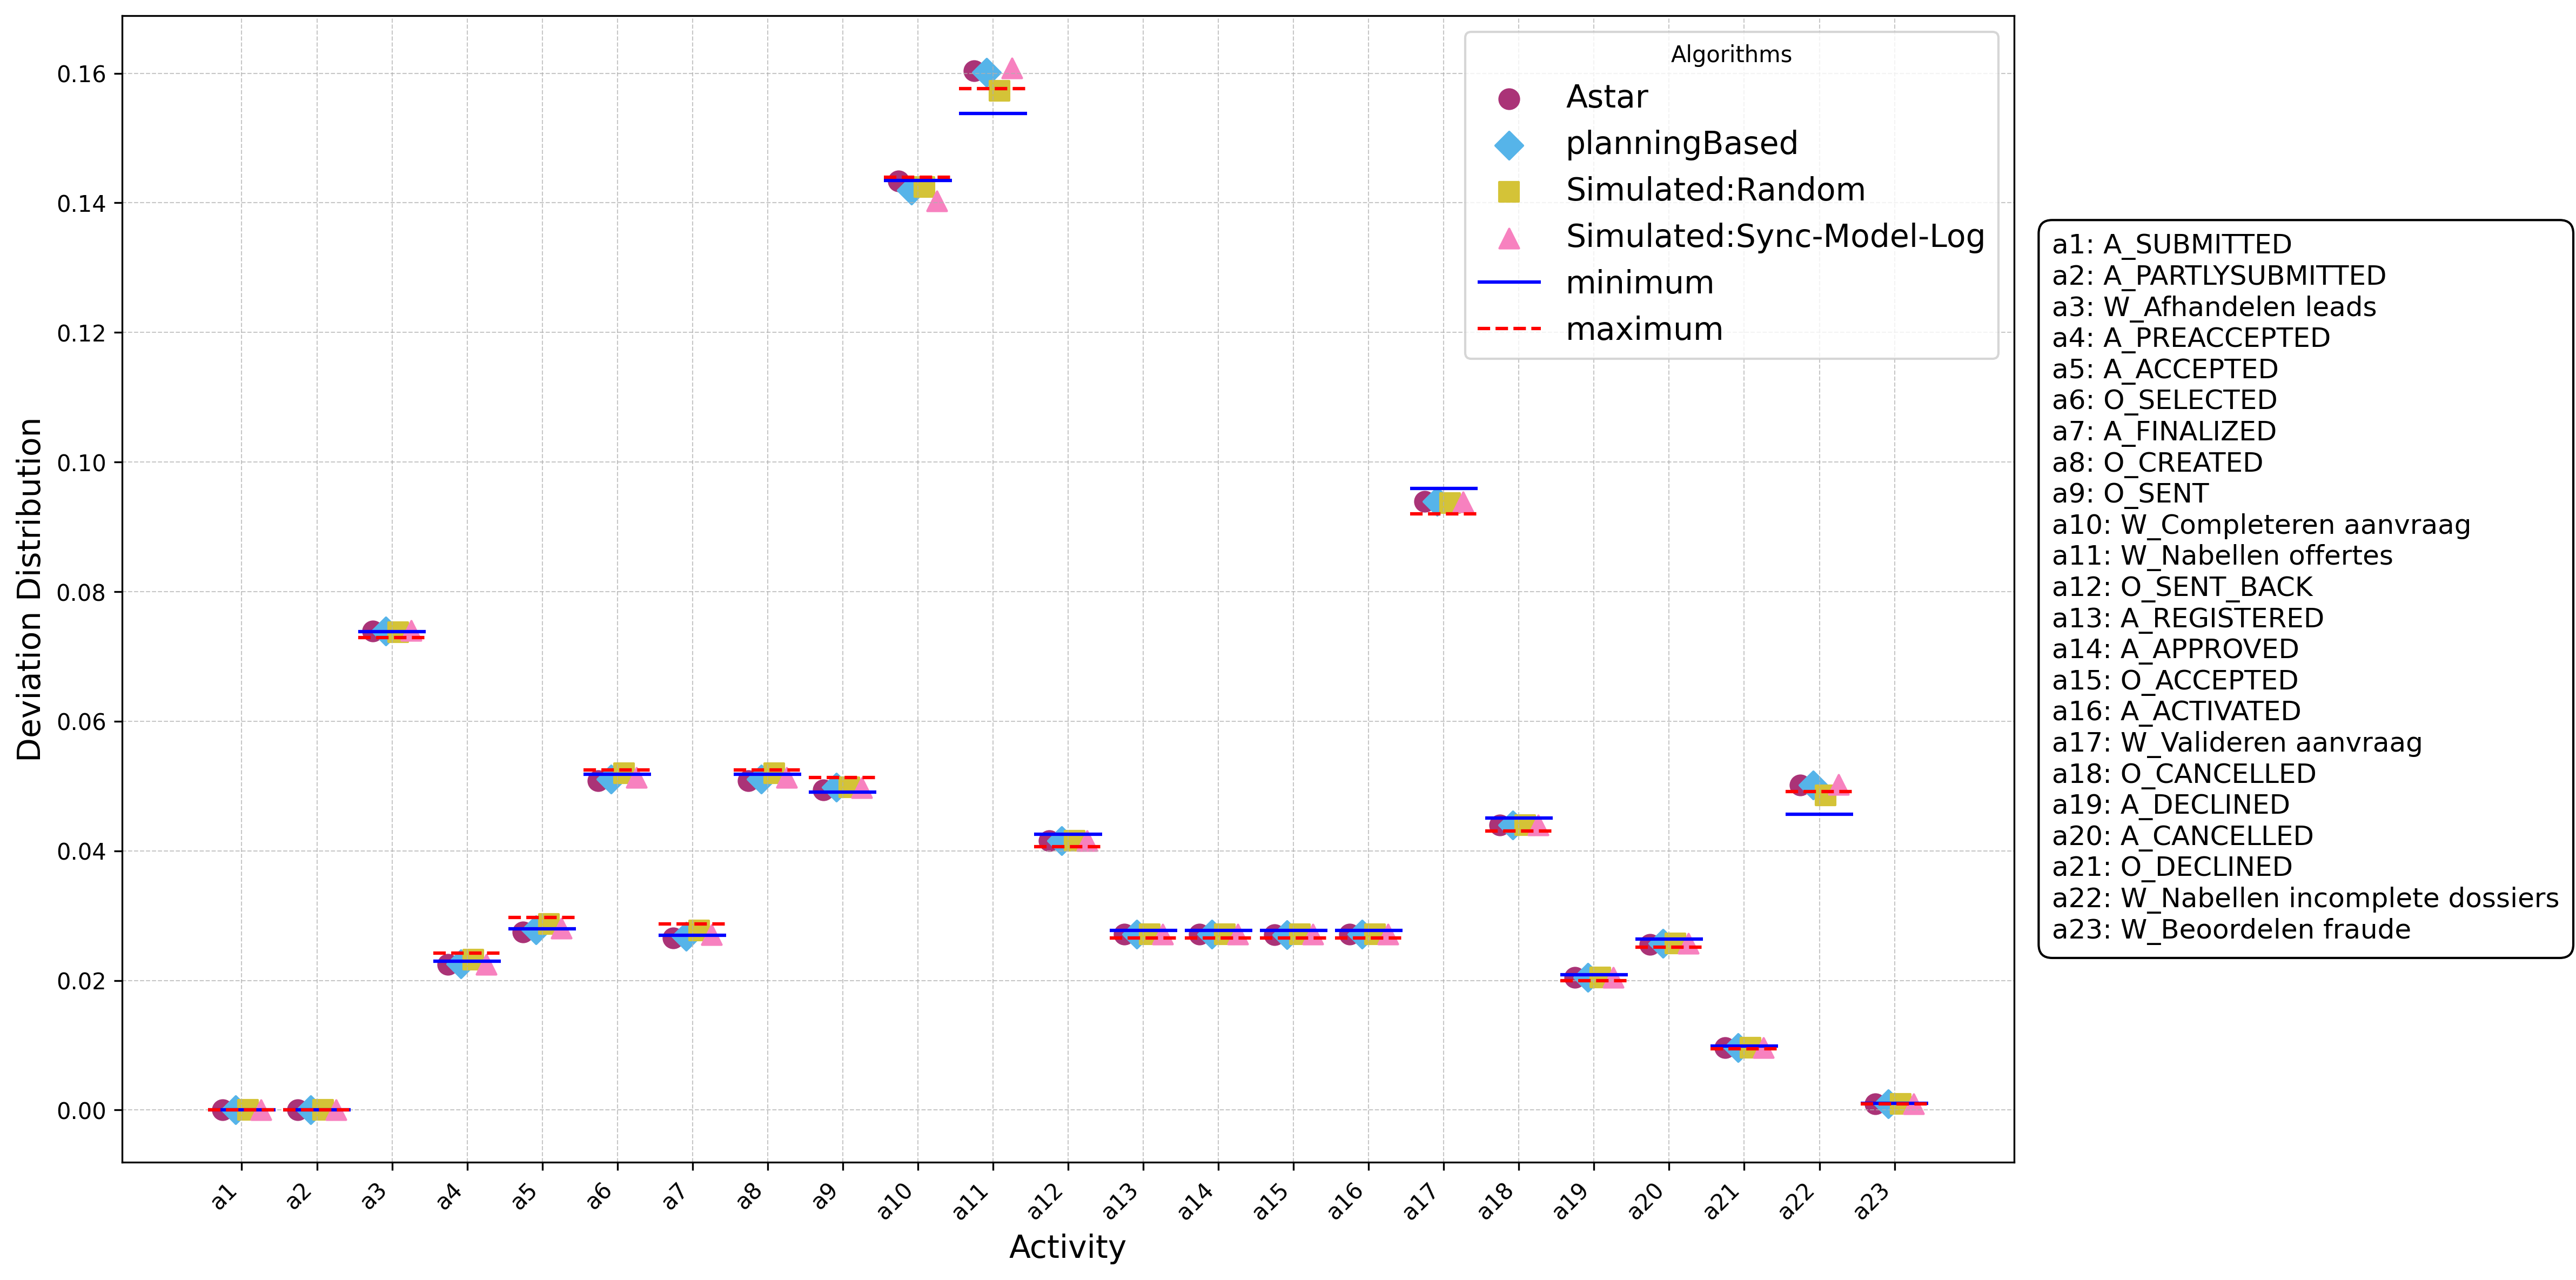 Deviation Distribution
0.16
0.14
0.12
0.10
0.08
0.06
0.04
0.02
0.00
a1
a2
a3
a4
a5
a6
a7
a8
a9
a10
a11
a12
a13
a14
a15
a16
a17
a18
a19
a20
a21
a22
a23
Activity
Algorithms
Astar
planningBased
Simulated:Random
Simulated:Sync-Model-Log
minimum
maximum
a1: A_SUBMITTED
a2: A_PARTLYSUBMITTED
a3: W_Afhandelen leads
a4: A_PREACCEPTED
a5: A_ACCEPTED
a6: O_SELECTED
a7: A_FINALIZED
a8: O_CREATED
a9: O_SENT
a10: W_Completeren aanvraag
a11: W_Nabellen offertes
a12: O_SENT_BACK
a13: A_REGISTERED
a14: A_APPROVED
a15: O_ACCEPTED
a16: A_ACTIVATED
a17: W_Valideren aanvraag
a18: O_CANCELLED
a19: A_DECLINED
a20: A_CANCELLED
a21: O_DECLINED
a22: W_Nabellen incomplete dossiers
a23: W_Beoordelen fraude